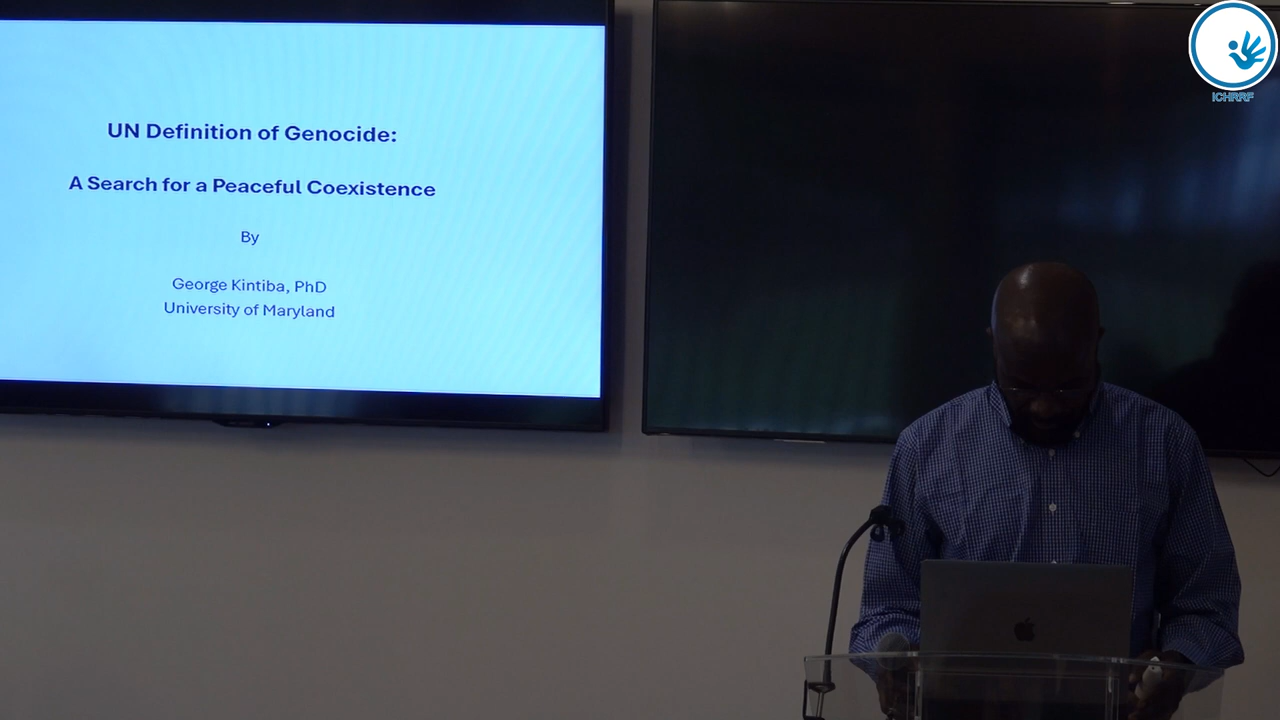 UN Definition of Genocide:
A Search for a Peaceful Coexistence
By
George Kintiba, PhD
University of Maryland
ICHRRF